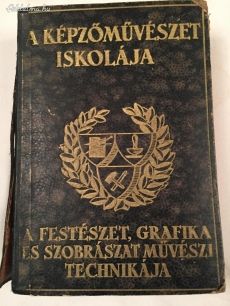 A KÉPZŐMŰVÉSZET
ISKOLÁJA
A FESTÉSZET, GRAFIKA
ÉS SZOBRÁSZAT MŰVÉSZI
TECHNIKÁJA